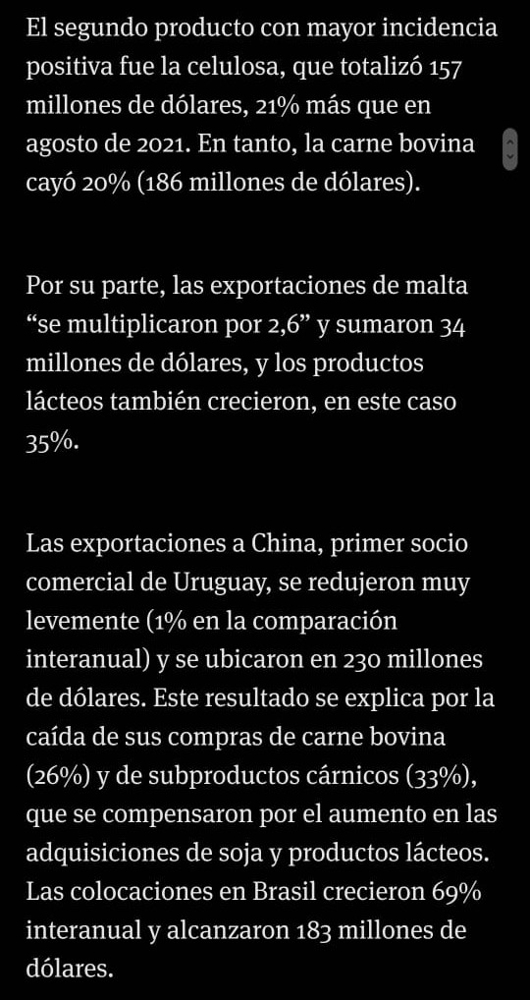 El segundo producto con mayor incidencia
positiva fue la celulosa, que totalizó 157
millones de dólares, 21% más que en
agosto de 2021. En tanto, la carne bovina
cayó 20% (186 millones de dólares).
Por su parte, las exportaciones de malta
“se multiplicaron por 2,6” y sumaron 34
millones de dólares, y los productos
lácteos también crecieron, en este caso
35%.
Las exportaciones a China, primer socio
comercial de Uruguay, se redujeron muy
levemente (1% en la comparación
interanual) y se ubicaron en 230 millones
de dólares. Este resultado se explica por la
caída de sus compras de carne bovina
(26%) y de subproductos cárnicos (33%),
que se compensaron por el aumento en las
adquisiciones de soja y productos lácteos.
Las colocaciones en Brasil crecieron 69%
interanual y alcanzaron 183 millones de
dólares.